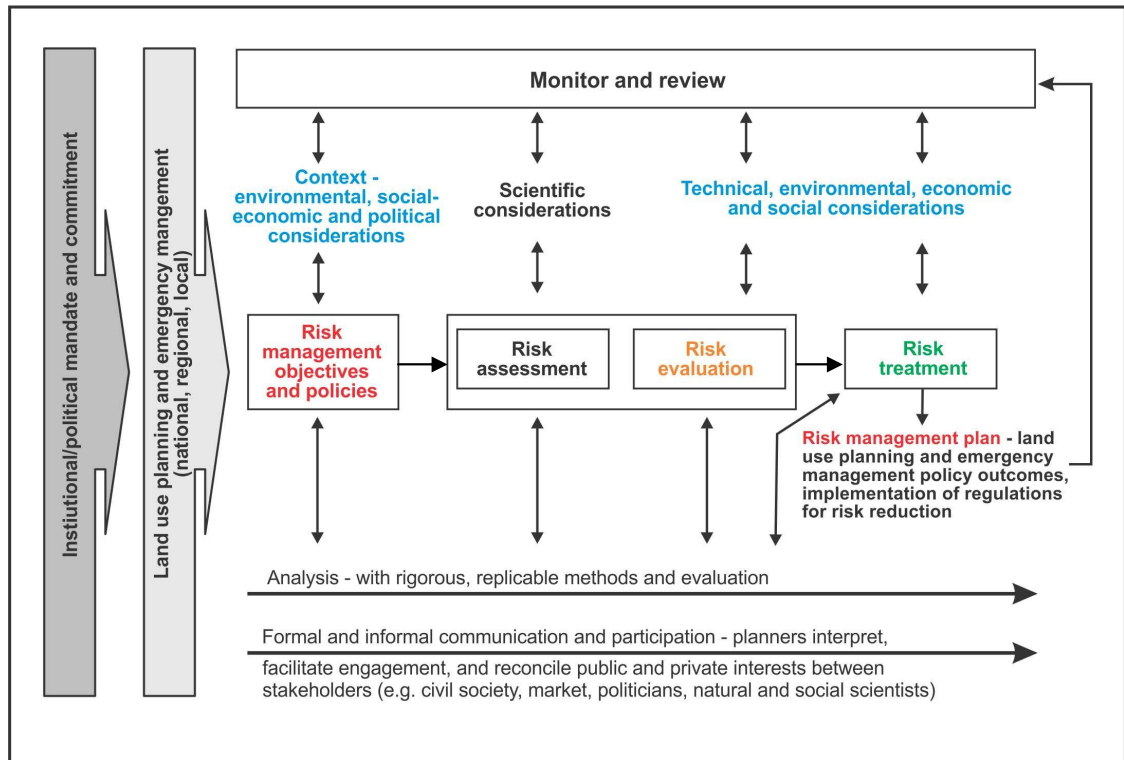 Instiutional/political mandate and commitment
Land use planning and emergency mangement
(national, regional, local)
Monitor and review
Context -
environmental, social-
economic and political
considerations
Scientific
considerations
Technical, environmental, economic
and social considerations
Risk
management
objectives
and policies
Risk
assessment
Risk
evaluation
Risk
treatment
Risk management plan - land
use planning and emergency
management policy outcomes,
implementation of regulations
for risk reduction
Analysis - with rigorous, replicable methods and evaluation
Formal and informal communication and participation - planners interpret,
facilitate engagement, and reconcile public and private interests between
stakeholders (e.g. civil society, market, politicians, natural and social scientists)